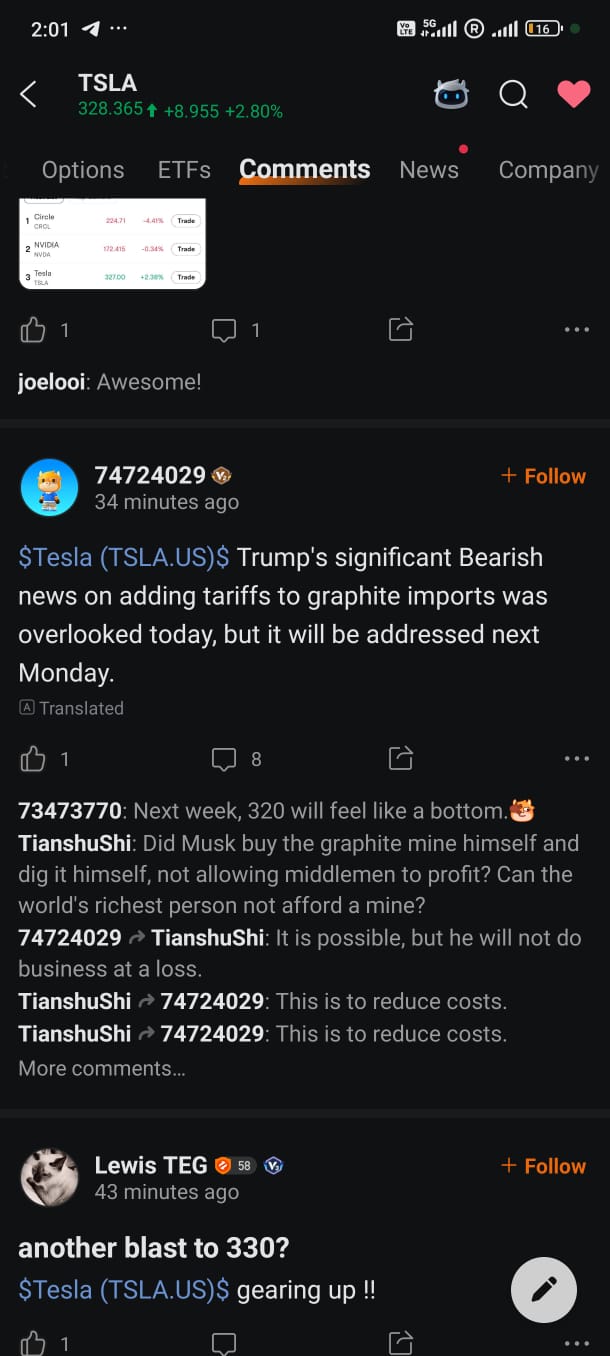 2:01
Vo LTE 5G R 16
TSLA
328.365 +8.955 +2.80%
Options ETFs Comments News Company
1 Circle 224.71 -4.41% Trade
CRCL
2 NVIDIA 172.415 -0.34% Trade
NVDA
3 Tesla 327.00 +2.38% Trade
TSLA
1 1
joelooi: Awesome!
74724029 V2 + Follow
34 minutes ago
$Tesla (TSLA.US)$ Trump's significant Bearish
news on adding tariffs to graphite imports was
overlooked today, but it will be addressed next
Monday.
A Translated
1 8
73473770: Next week, 320 will feel like a bottom.
TianshuShi: Did Musk buy the graphite mine himself and
dig it himself, not allowing middlemen to profit? Can the
world's richest person not afford a mine?
74724029 TianshuShi: It is possible, but he will not do
business at a loss.
TianshuShi 74724029: This is to reduce costs.
TianshuShi 74724029: This is to reduce costs.
More comments...
Lewis TEG 58 V3 + Follow
43 minutes ago
another blast to 330?
$Tesla (TSLA.US)$ gearing up !!
1